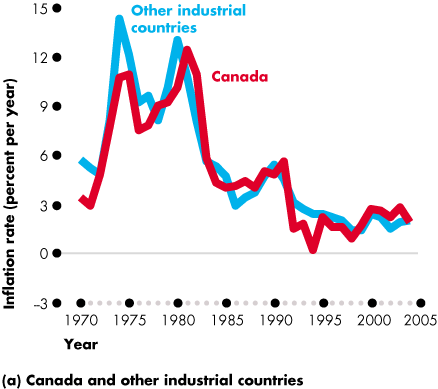 15
Other industrial
countries
12
Canada
9
6
3
0
–3
Inflation rate (percent per year)
1970 1975 1980 1985 1990 1995 2000 2005
Year
(a) Canada and other industrial countries